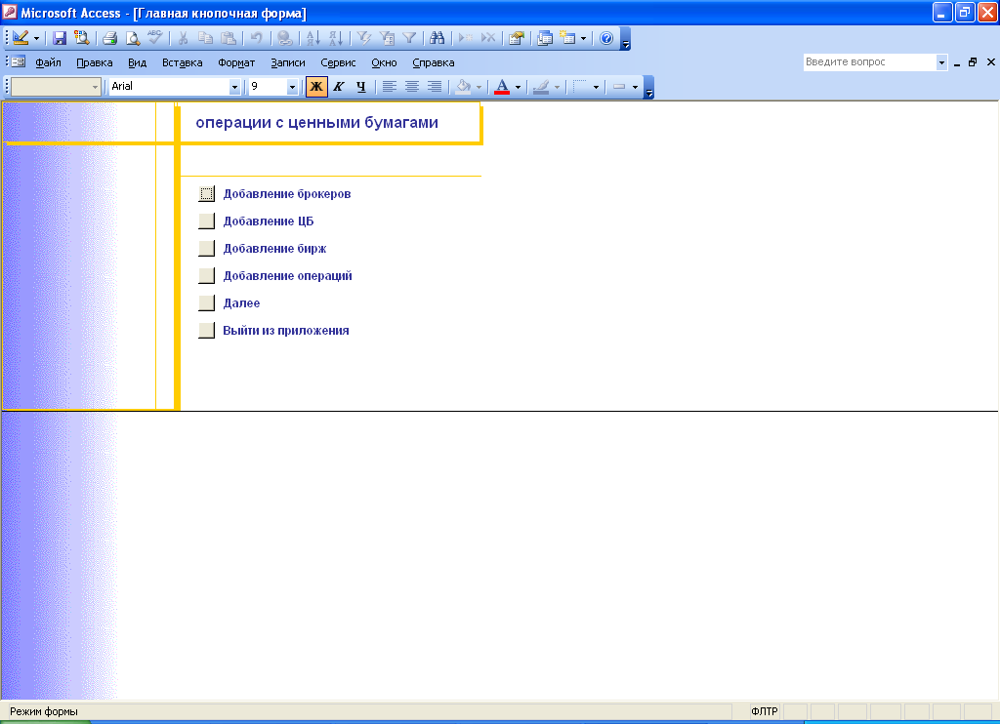 Microsoft Access - [Главная кнопочная форма]
Файл Правка Вид Вставка Формат Записи Сервис Окно Справка Введите вопрос
Arial 9 Ж К Ч A
операции с ценными бумагами
Добавление брокеров
Добавление ЦБ
Добавление бирж
Добавление операций
Далее
Выйти из приложения
Режим формы ФЛТР